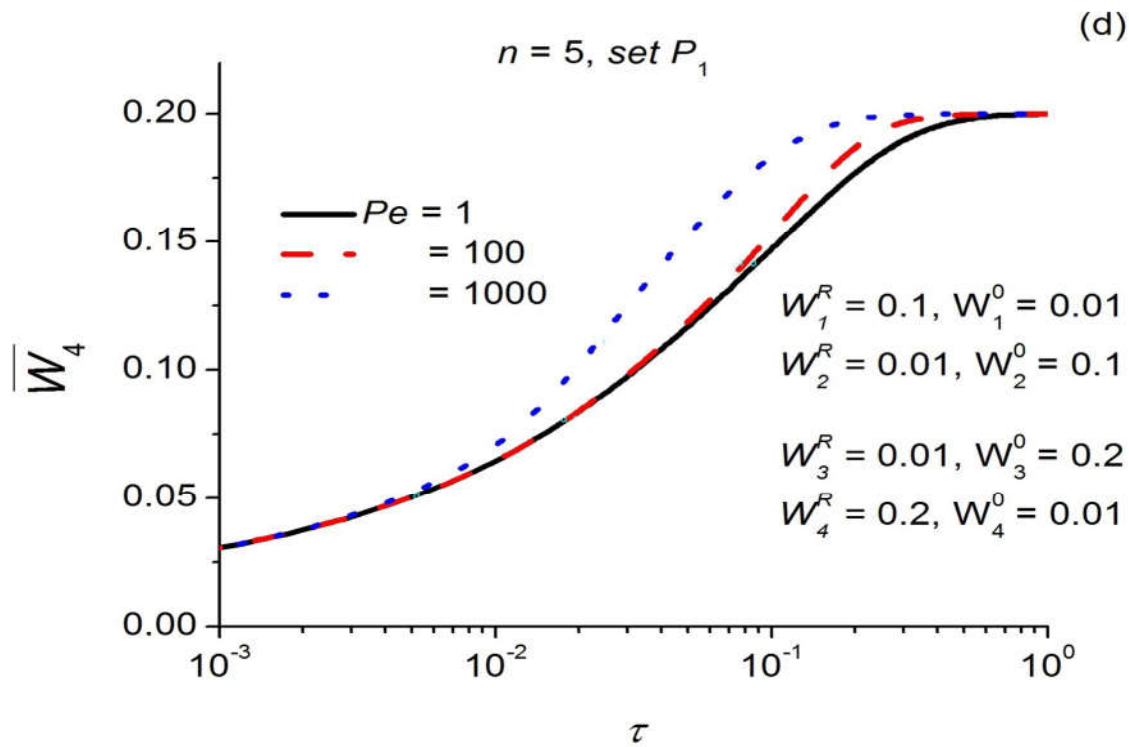 (d)
n = 5, set P₁
0.20
0.15
0.10
0.05
0.00
W̅₄
Pe = 1
= 100
= 1000
W₁ᴿ = 0.1, W₁⁰ = 0.01
W₂ᴿ = 0.01, W₂⁰ = 0.1
W₃ᴿ = 0.01, W₃⁰ = 0.2
W₄ᴿ = 0.2, W₄⁰ = 0.01
10⁻³ 10⁻² 10⁻¹ 10⁰
τ